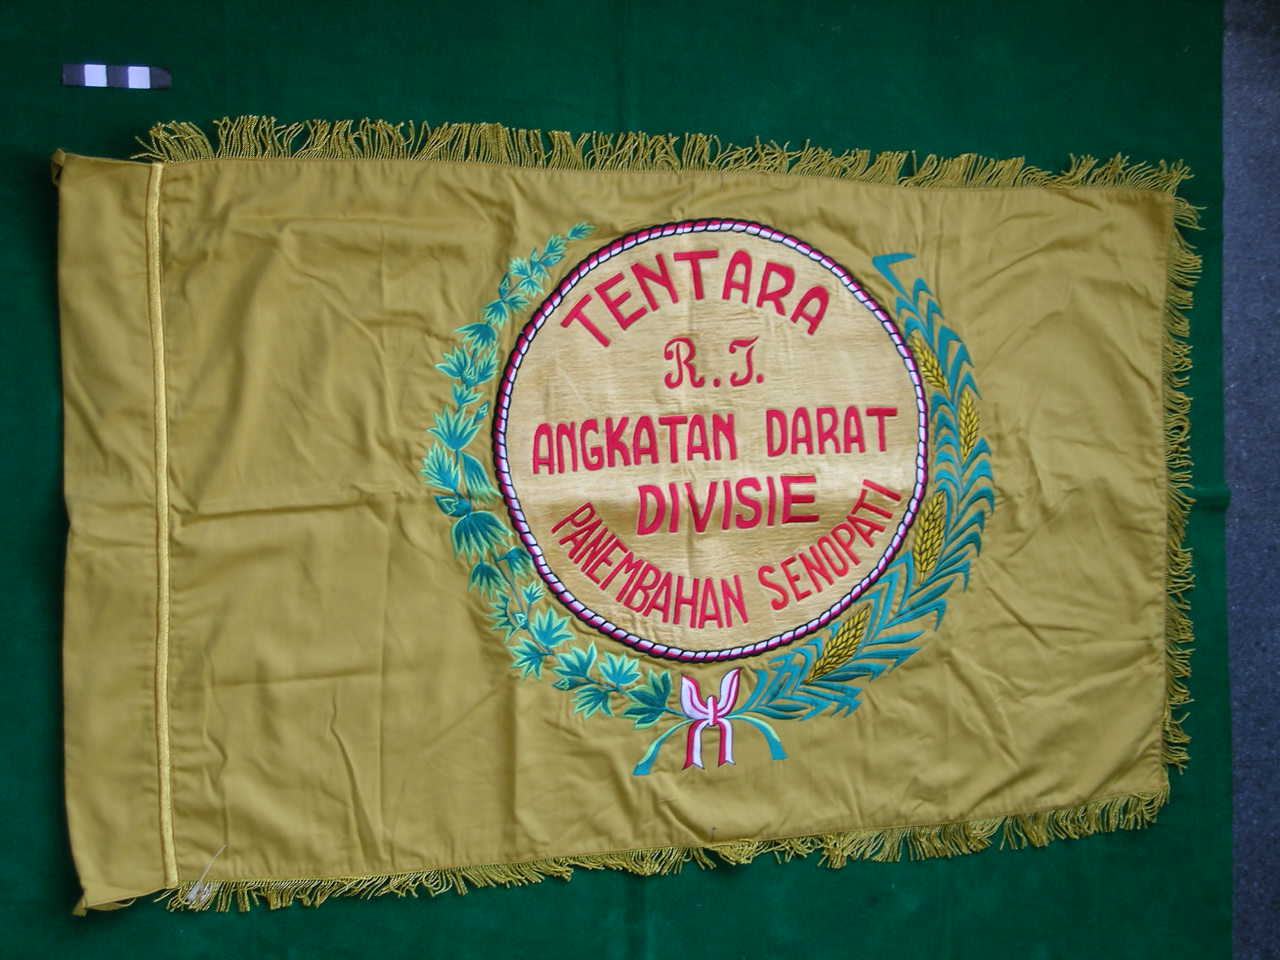 TENTARA
R.I.
ANGKATAN DARAT
DIVISIE
PANEMBAHAN SENOPATI